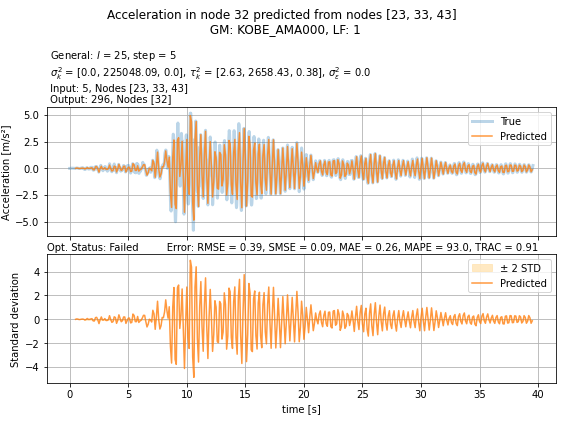 Acceleration in node 32 predicted from nodes [23, 33, 43]
GM: KOBE_AMA000, LF: 1
General: l = 25, step = 5
σ²ₖ = [0.0, 225048.09, 0.0], τ²ₖ = [2.63, 2658.43, 0.38], σ²ε = 0.0
Input: 5, Nodes [23, 33, 43]
Output: 296, Nodes [32]
Acceleration [m/s²]
5.0
2.5
0.0
−2.5
−5.0
True
Predicted
Opt. Status: Failed
Error: RMSE = 0.39, SMSE = 0.09, MAE = 0.26, MAPE = 93.0, TRAC = 0.91
Standard deviation
4
2
0
−2
−4
± 2 STD
Predicted
0 5 10 15 20 25 30 35 40
time [s]